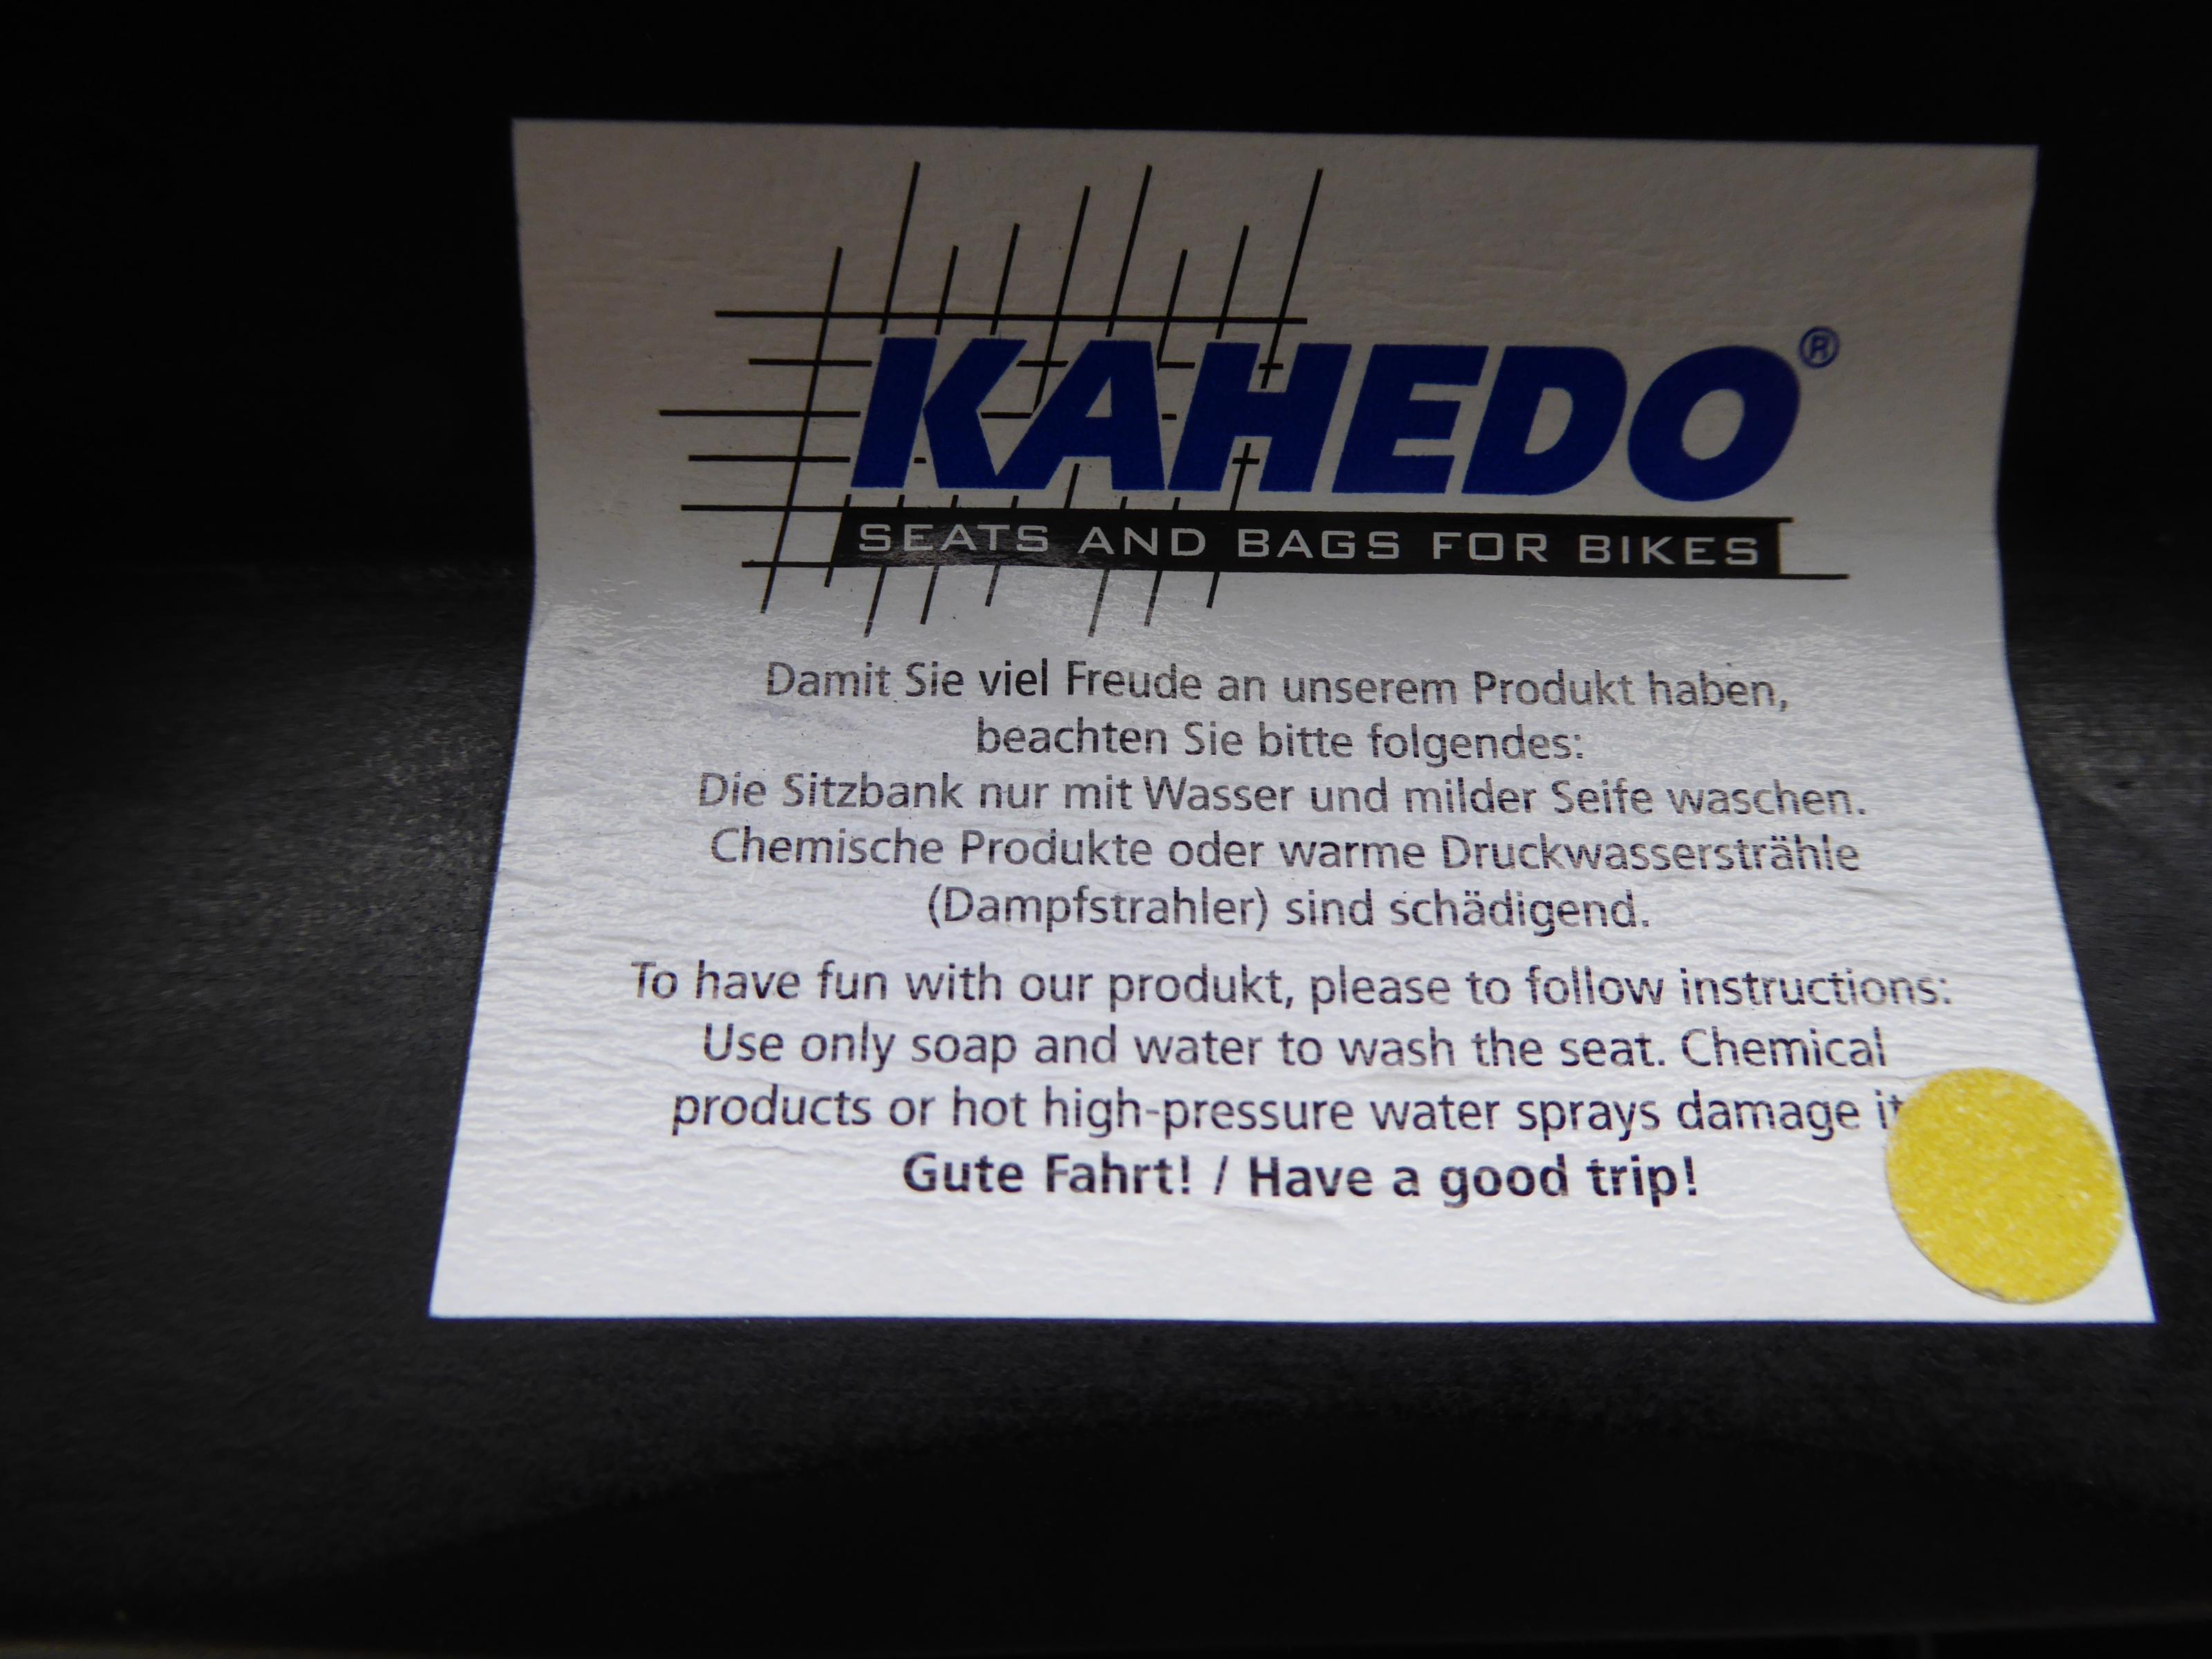 KAHEDO®
SEATS AND BAGS FOR BIKES
Damit Sie viel Freude an unserem Produkt haben,
beachten Sie bitte folgendes:
Die Sitzbank nur mit Wasser und milder Seife waschen.
Chemische Produkte oder warme Druckwassersträhle
(Dampfstrahler) sind schädigend.
To have fun with our produkt, please to follow instructions:
Use only soap and water to wash the seat. Chemical
products or hot high-pressure water sprays damage it
Gute Fahrt! / Have a good trip!